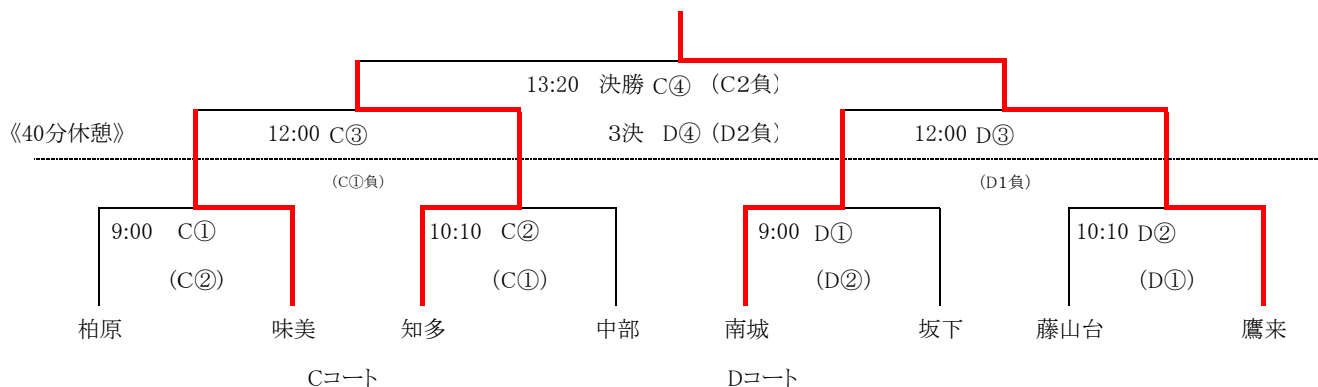 13:20 決勝 C④ (C2負)
《40分休憩》 12:00 C③ 3決 D④ (D2負) 12:00 D③
(C①負) (D1負)
9:00 C① 10:10 C② 9:00 D① 10:10 D②
(C②) (C①) (D②) (D①)
柏原 味美 知多 中部 南城 坂下 藤山台 鷹来
Cコート Dコート